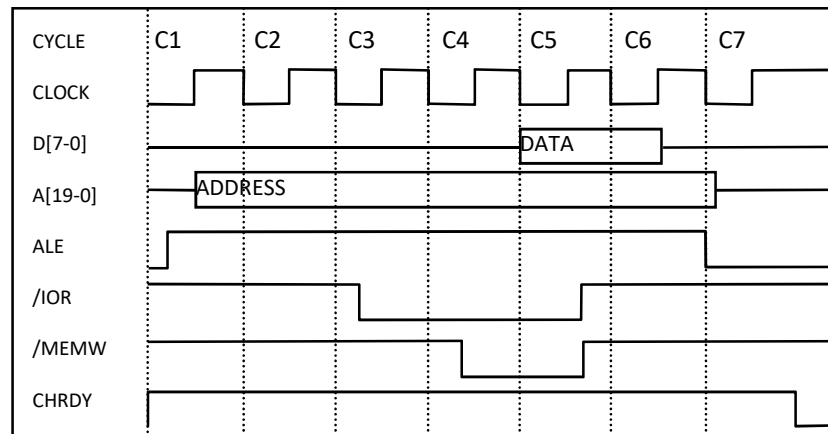 CYCLE C1 C2 C3 C4 C5 C6 C7
CLOCK
D[7-0] DATA
A[19-0] ADDRESS
ALE
/IOR
/MEMW
CHRDY